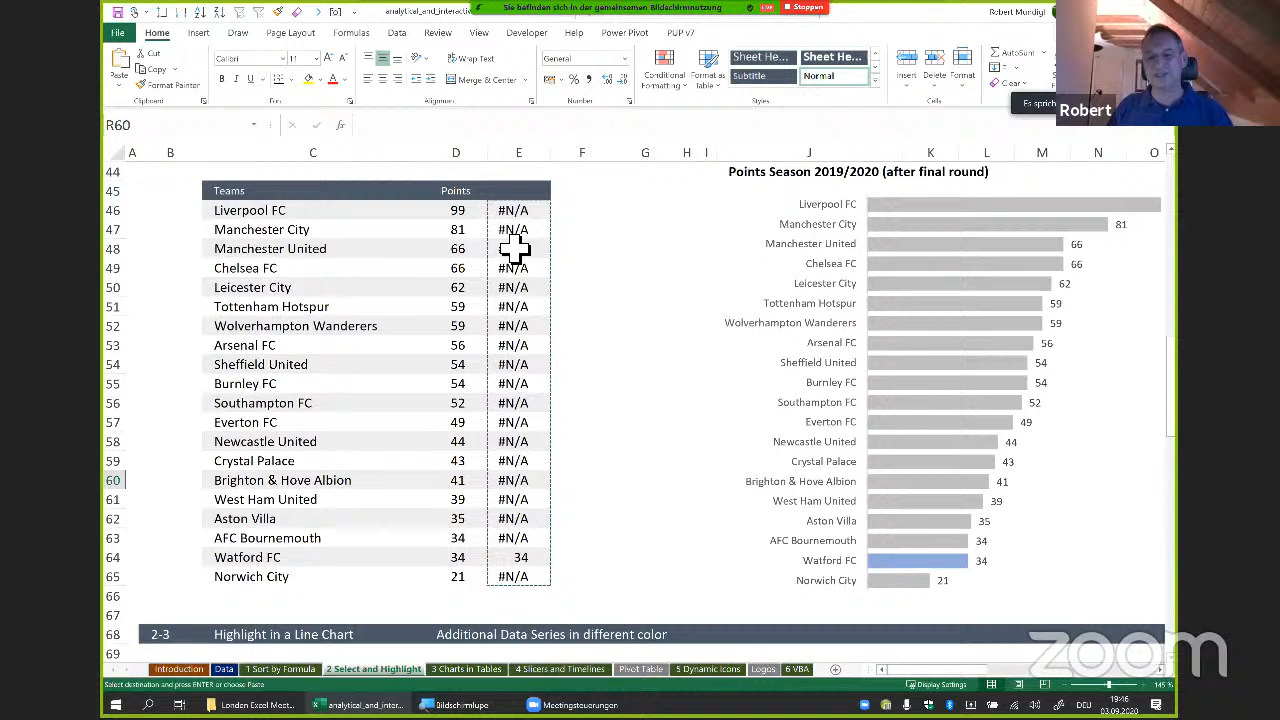 analytical_and_interactive
Sie befinden sich in der gemeinsamen Bildschirmnutzung
LIVE
Stoppen
Robert Mundigl
File Home Insert Draw Page Layout Formulas Data Review View Developer Help Power Pivot PUP v7
Paste
Cut
Copy
Format Painter
Clipboard
Calibri 11
B I U
Font
Wrap Text
Merge & Center
Alignment
General
Number
Conditional Formatting
Format as Table
Sheet He...
Sheet He...
Subtitle
Normal
Styles
Insert Delete Format
Cells
AutoSum
Clear
Es sprich
Robert
R60
fx
A B C D E F G H I J K L M N O
44 Points Season 2019/2020 (after final round)
45 Teams Points
46 Liverpool FC 99 #N/A
47 Manchester City 81 #N/A
48 Manchester United 66
49 Chelsea FC 66 #N/A
50 Leicester City 62 #N/A
51 Tottenham Hotspur 59 #N/A
52 Wolverhampton Wanderers 59 #N/A
53 Arsenal FC 56 #N/A
54 Sheffield United 54 #N/A
55 Burnley FC 54 #N/A
56 Southampton FC 52 #N/A
57 Everton FC 49 #N/A
58 Newcastle United 44 #N/A
59 Crystal Palace 43 #N/A
60 Brighton & Hove Albion 41 #N/A
61 West Ham United 39 #N/A
62 Aston Villa 35 #N/A
63 AFC Bournemouth 34 #N/A
64 Watford FC 34 34
65 Norwich City 21 #N/A
66
67
Liverpool FC
Manchester City 81
Manchester United 66
Chelsea FC 66
Leicester City 62
Tottenham Hotspur 59
Wolverhampton Wanderers 59
Arsenal FC 56
Sheffield United 54
Burnley FC 54
Southampton FC 52
Everton FC 49
Newcastle United 44
Crystal Palace 43
Brighton & Hove Albion 41
West Ham United 39
Aston Villa 35
AFC Bournemouth 34
Watford FC 34
Norwich City 21
68 2-3 Highlight in a Line Chart Additional Data Series in different color
69
zoom
Introduction Data 1 Sort by Formula 2 Select and Highlight 3 Charts in Tables 4 Slicers and Timelines Pivot Table 5 Dynamic Icons Logos 6 VBA
Select destination and press ENTER or choose Paste
Display Settings
145 %
London Excel Meet...
analytical_and_inter...
Bildschirmlupe
Meetingsteuerungen
DEU
19:46
03.09.2020